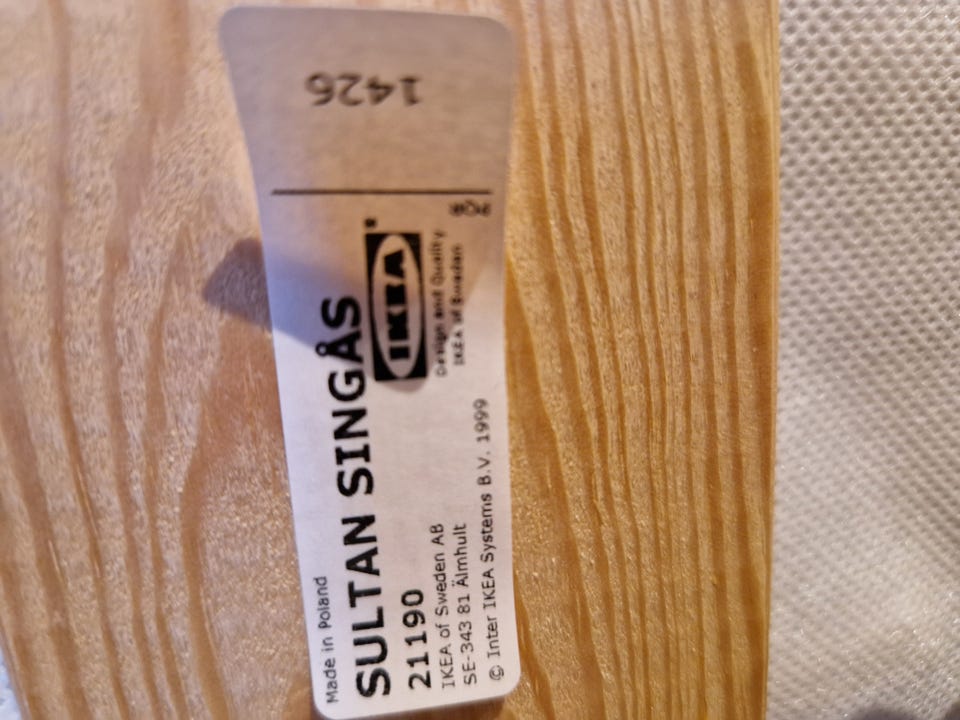 Made in Poland
SULTAN SINGÅS
21190
IKEA of Sweden AB
SE-343 81 Älmhult
© Inter IKEA Systems B.V. 1999
IKEA
Design and Quality
IKEA of Sweden
1426